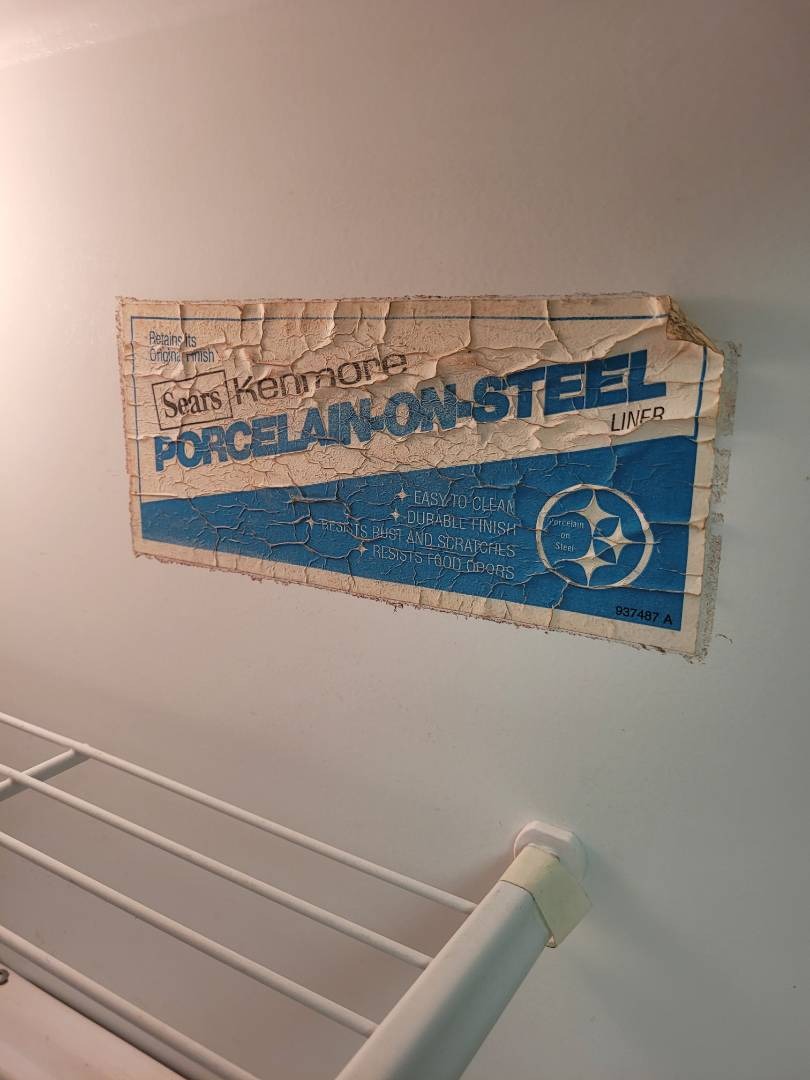 Retains Its
Original Finish
Sears Kenmore
PORCELAIN-ON-STEEL
LINER
EASY TO CLEAN
DURABLE FINISH
RESISTS RUST AND SCRATCHES
RESISTS FOOD ODORS
Porcelain
on
Steel
937487 A